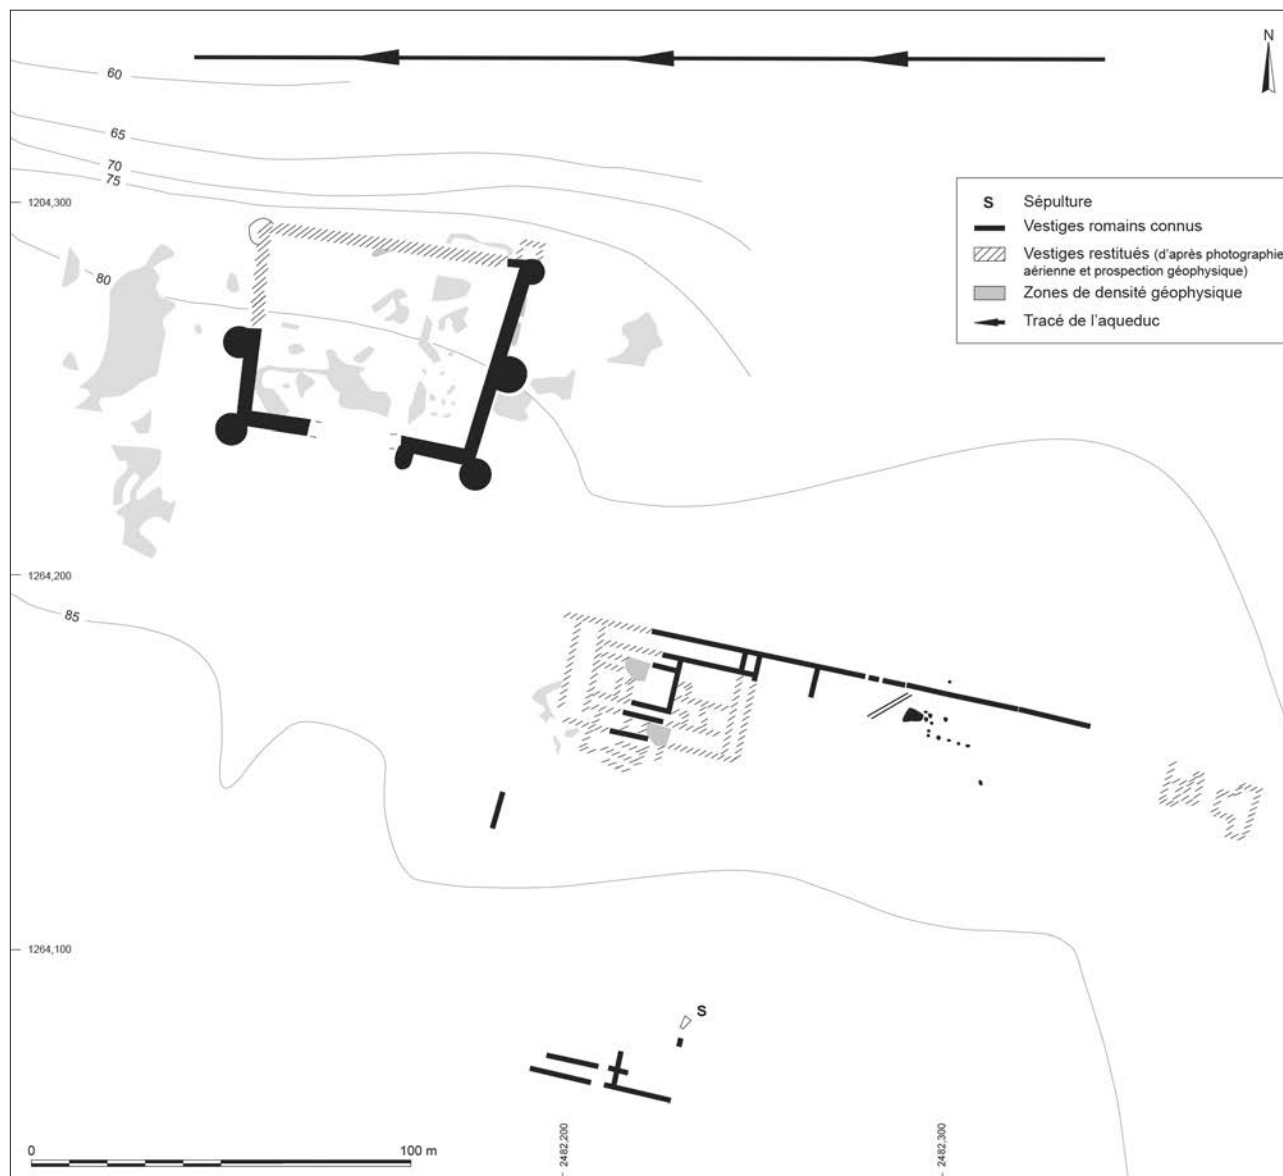 N
60
65
70
75
1204,300
80
S Sépulture
Vestiges romains connus
Vestiges restitués (d'après photographie
aérienne et prospection géophysique)
Zones de densité géophysique
Tracé de l'aqueduc
1264,200
85
1264,100
S
0 100 m
2482,200
2482,300